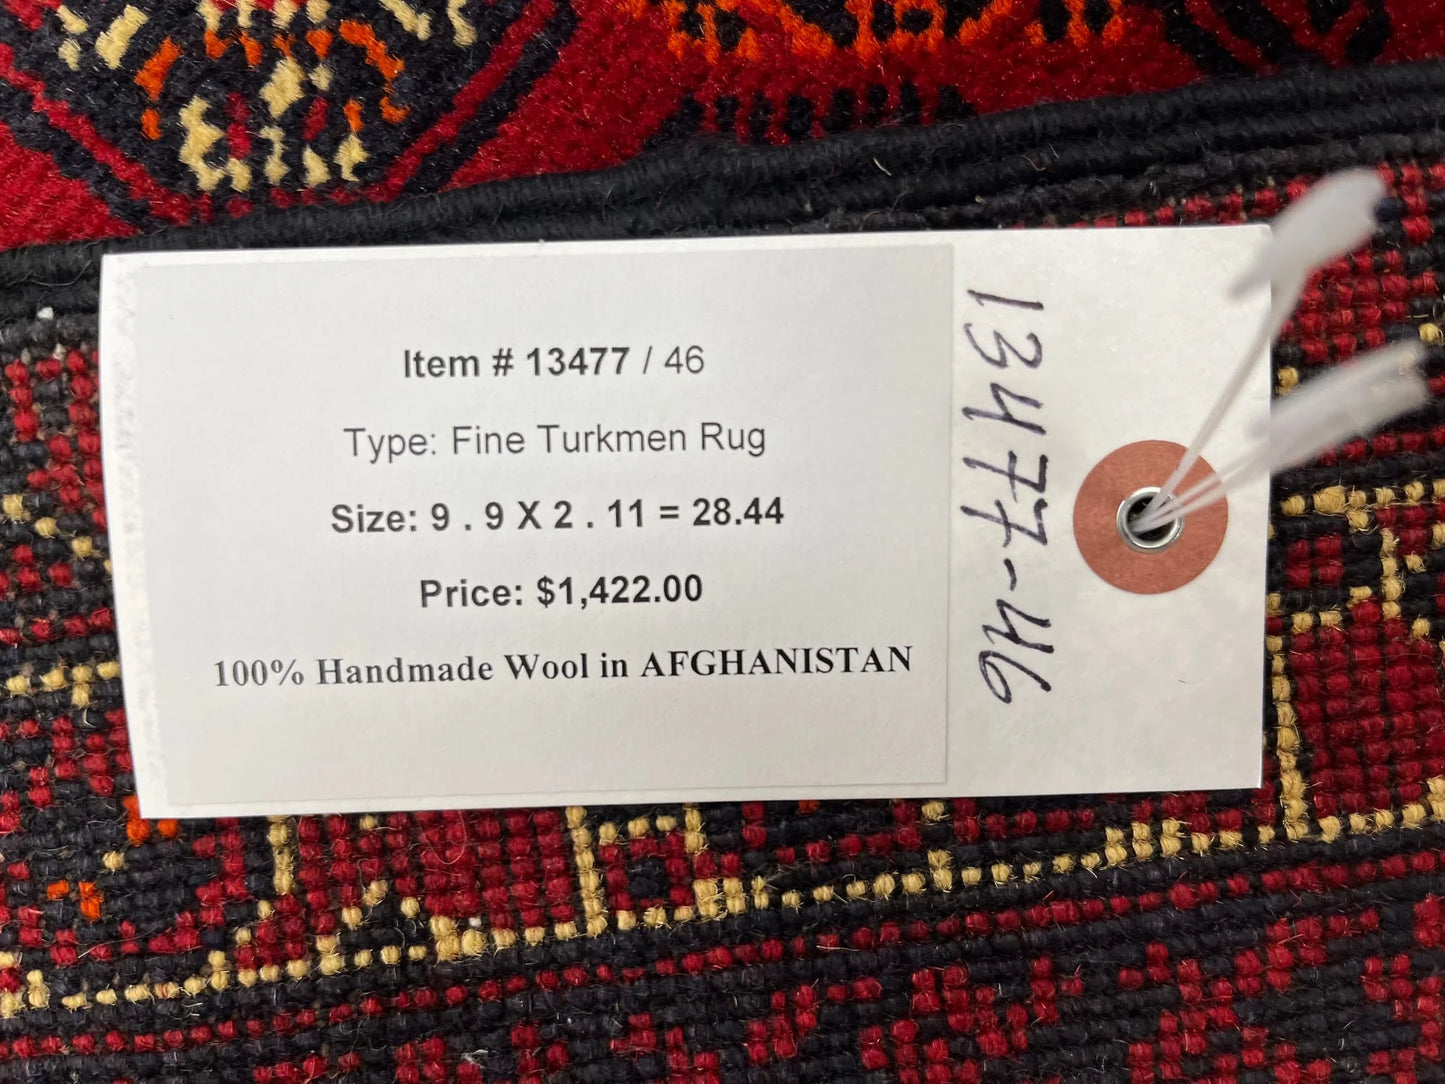 Item # 13477 / 46
Type: Fine Turkmen Rug
Size: 9 . 9 X 2 . 11 = 28.44
Price: $1,422.00
100% Handmade Wool in AFGHANISTAN
13477-46